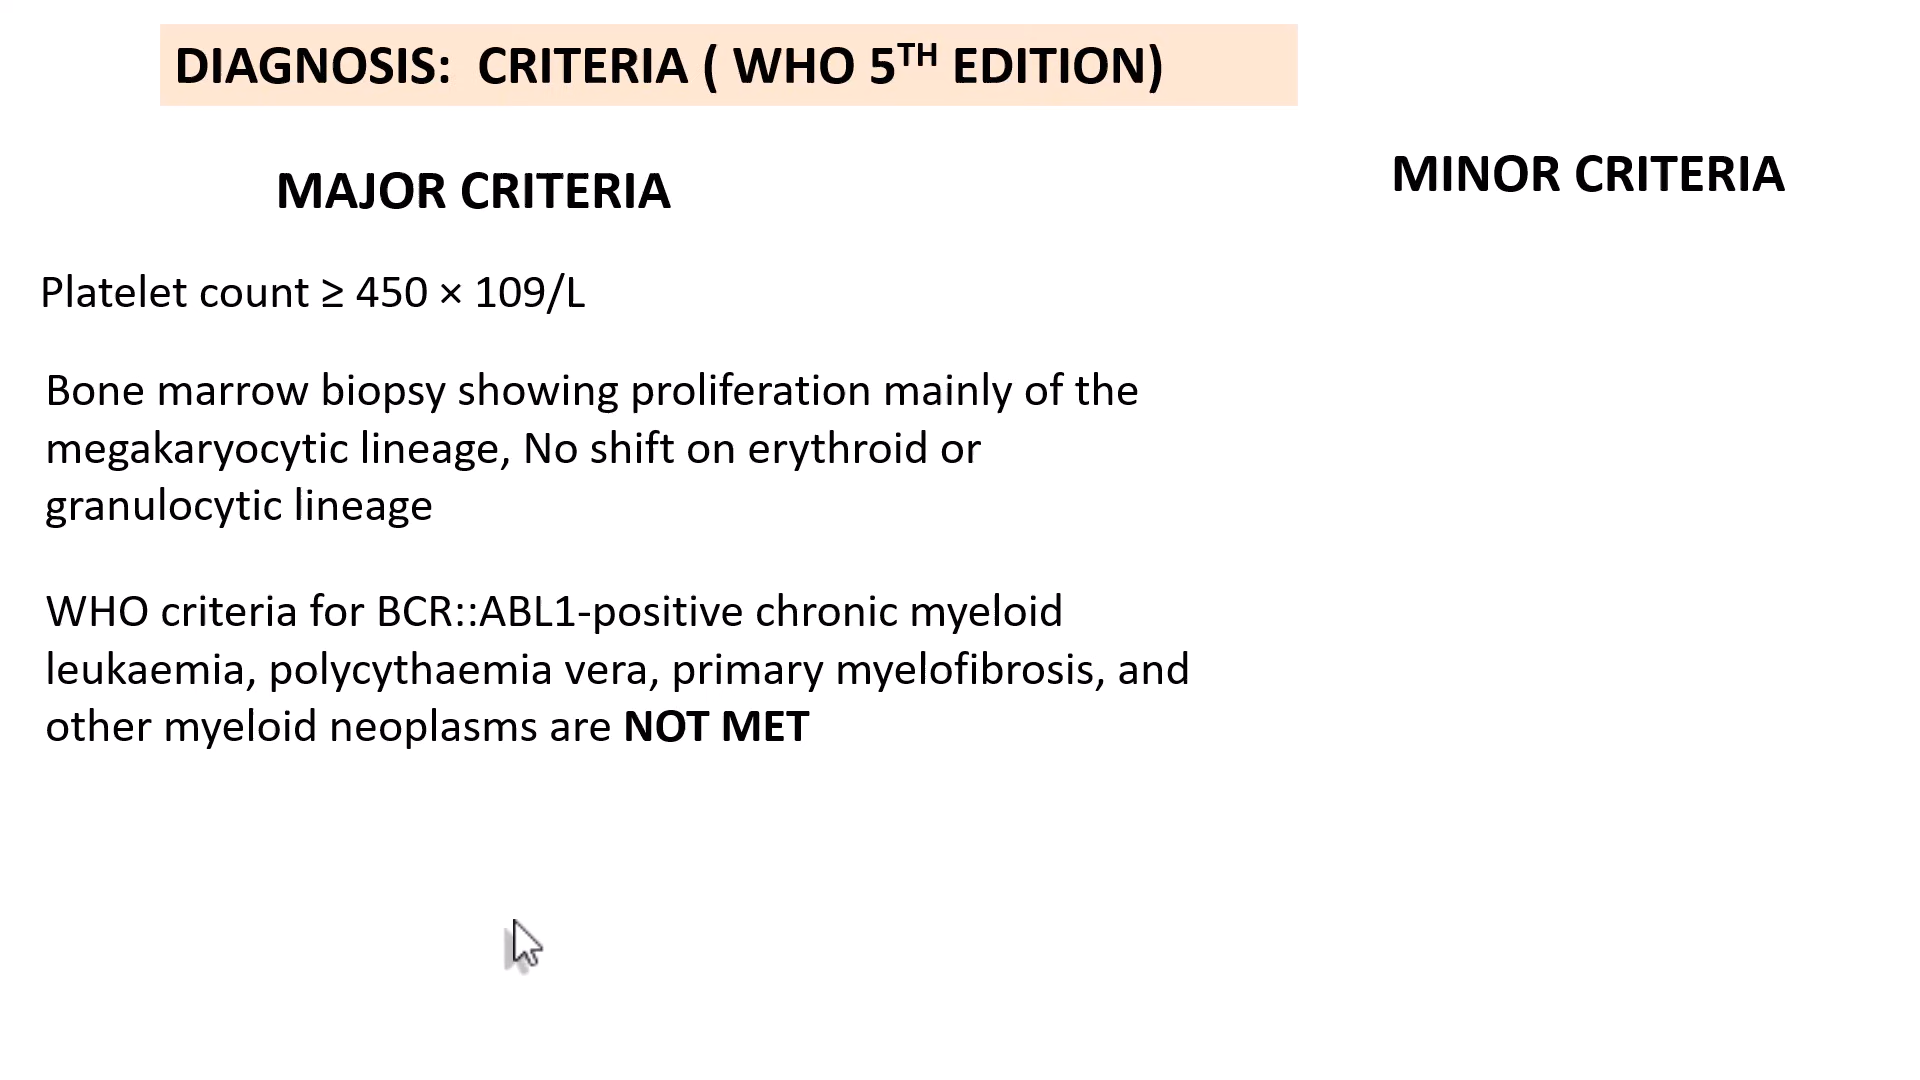 DIAGNOSIS: CRITERIA ( WHO 5TH EDITION)
MAJOR CRITERIA
MINOR CRITERIA
Platelet count ≥ 450 × 109/L
Bone marrow biopsy showing proliferation mainly of the
megakaryocytic lineage, No shift on erythroid or
granulocytic lineage
WHO criteria for BCR::ABL1-positive chronic myeloid
leukaemia, polycythaemia vera, primary myelofibrosis, and
other myeloid neoplasms are NOT MET